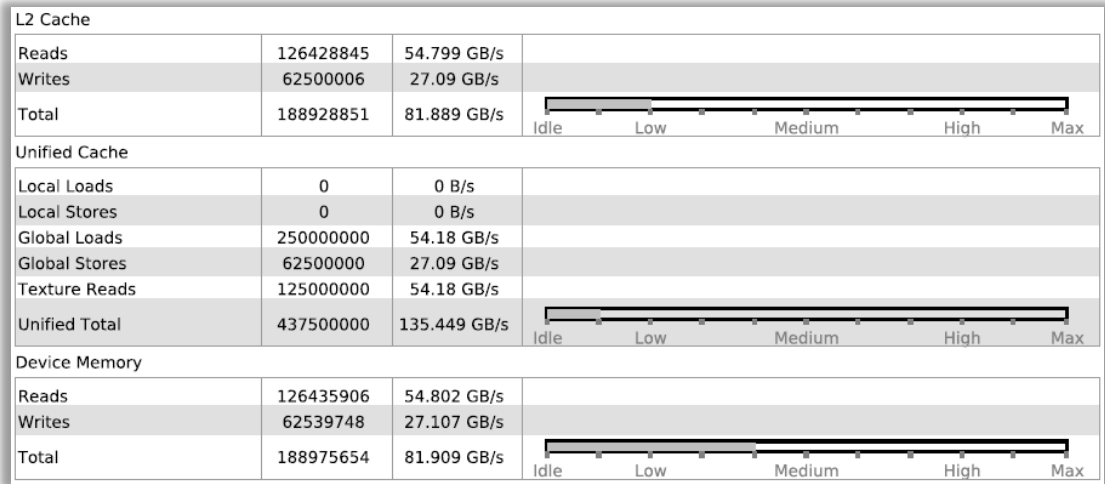 L2 Cache
Reads 126428845 54.799 GB/s
Writes 62500006 27.09 GB/s
Total 188928851 81.889 GB/s
Idle Low Medium High Max
Unified Cache
Local Loads 0 0 B/s
Local Stores 0 0 B/s
Global Loads 250000000 54.18 GB/s
Global Stores 62500000 27.09 GB/s
Texture Reads 125000000 54.18 GB/s
Unified Total 437500000 135.449 GB/s
Idle Low Medium High Max
Device Memory
Reads 126435906 54.802 GB/s
Writes 62539748 27.107 GB/s
Total 188975654 81.909 GB/s
Idle Low Medium High Max